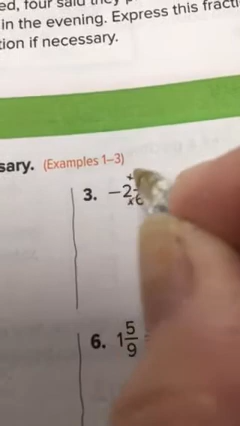 ed, four said they p
in the evening. Express this fracti
tion if necessary.
sary. (Examples 1–3)
3. −2
6. 1 5/9 =